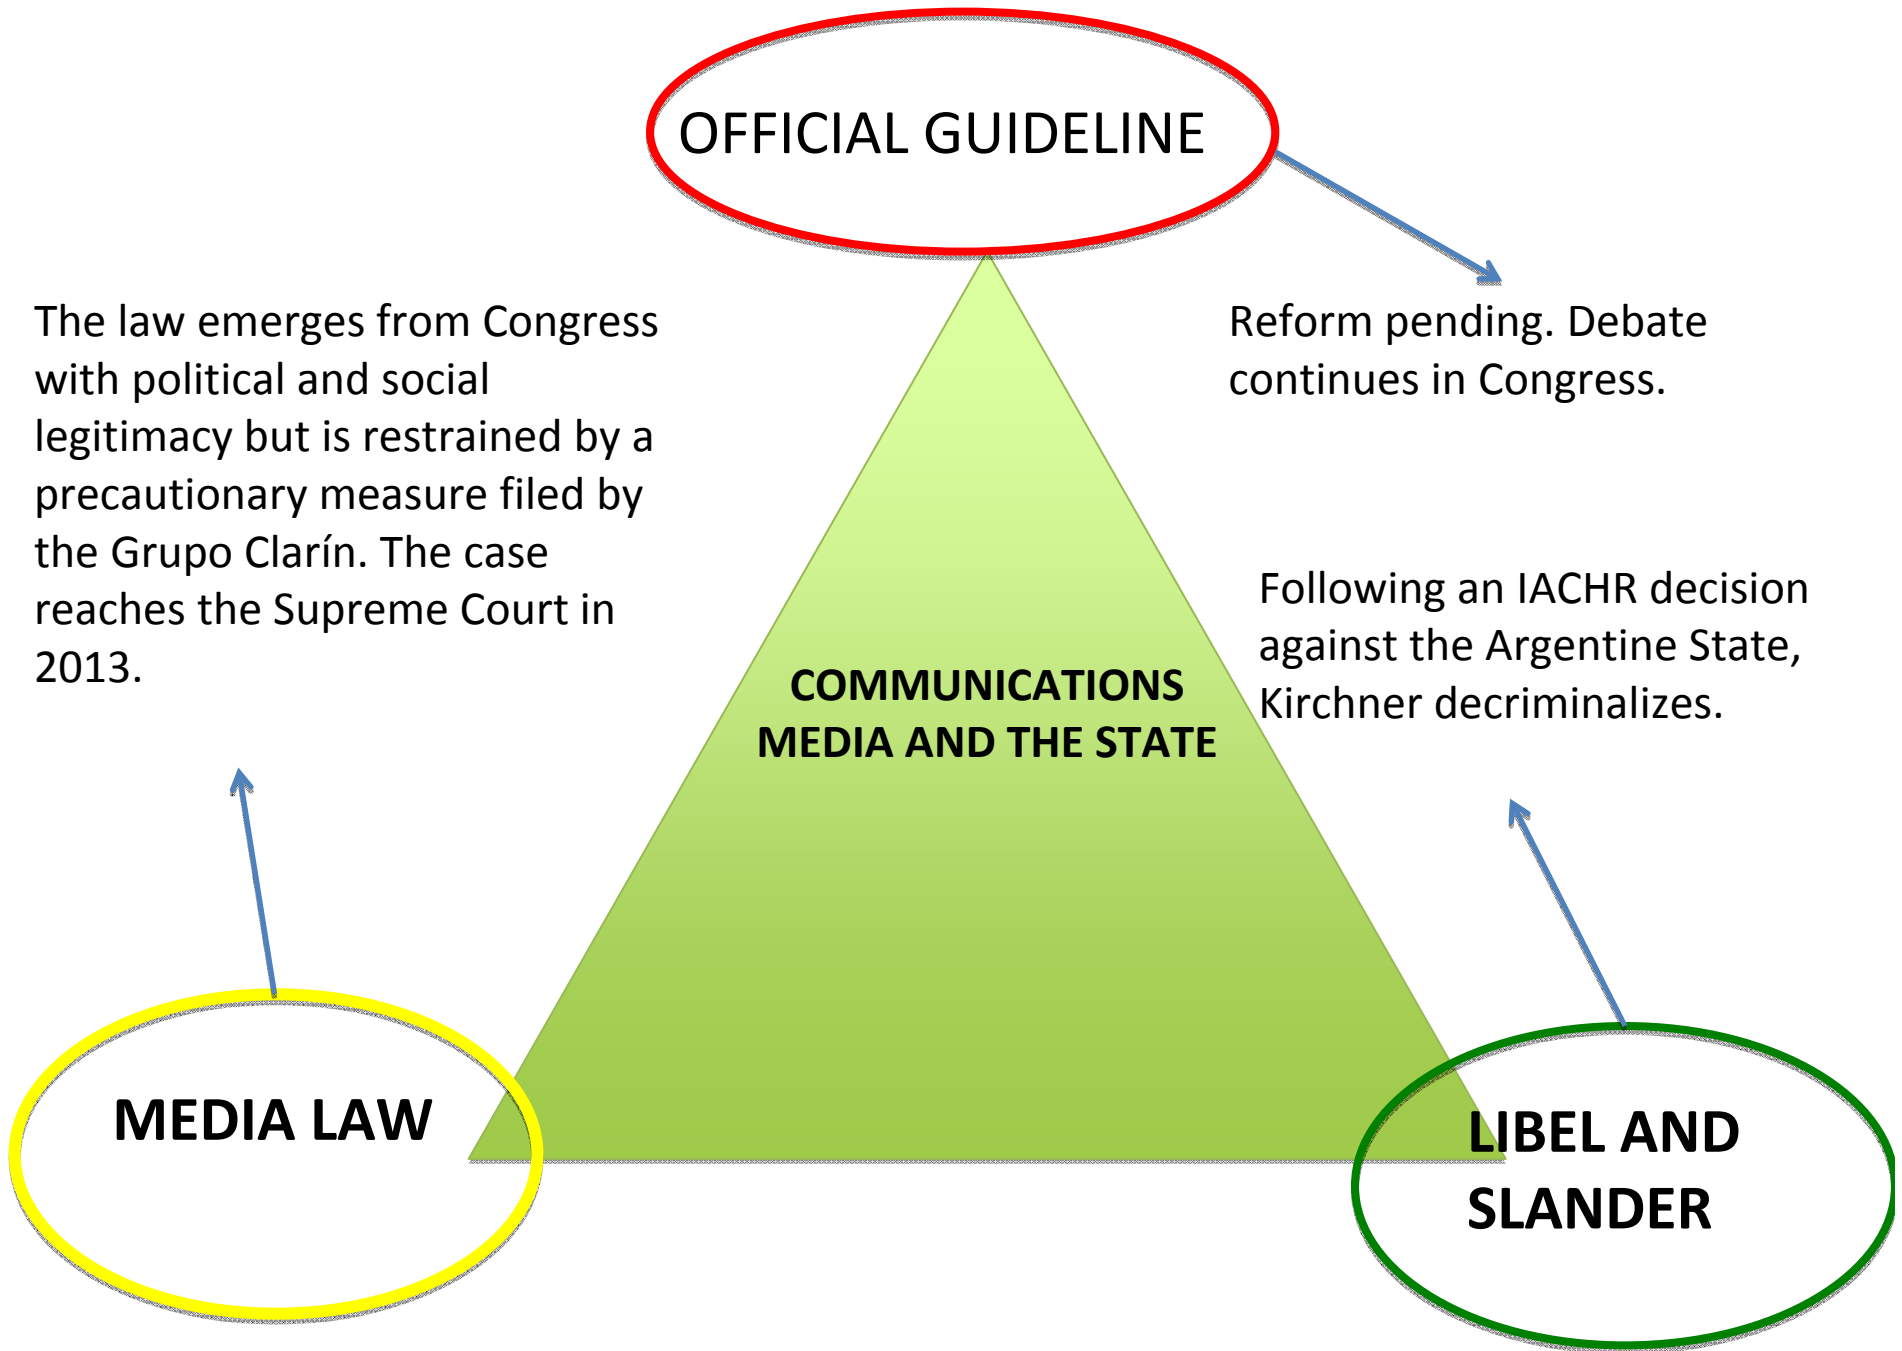 OFFICIAL GUIDELINE
The law emerges from Congress
with political and social
legitimacy but is restrained by a
precautionary measure filed by
the Grupo Clarín. The case
reaches the Supreme Court in
2013.
Reform pending. Debate
continues in Congress.
Following an IACHR decision
against the Argentine State,
Kirchner decriminalizes.
COMMUNICATIONS
MEDIA AND THE STATE
MEDIA LAW
LIBEL AND
SLANDER